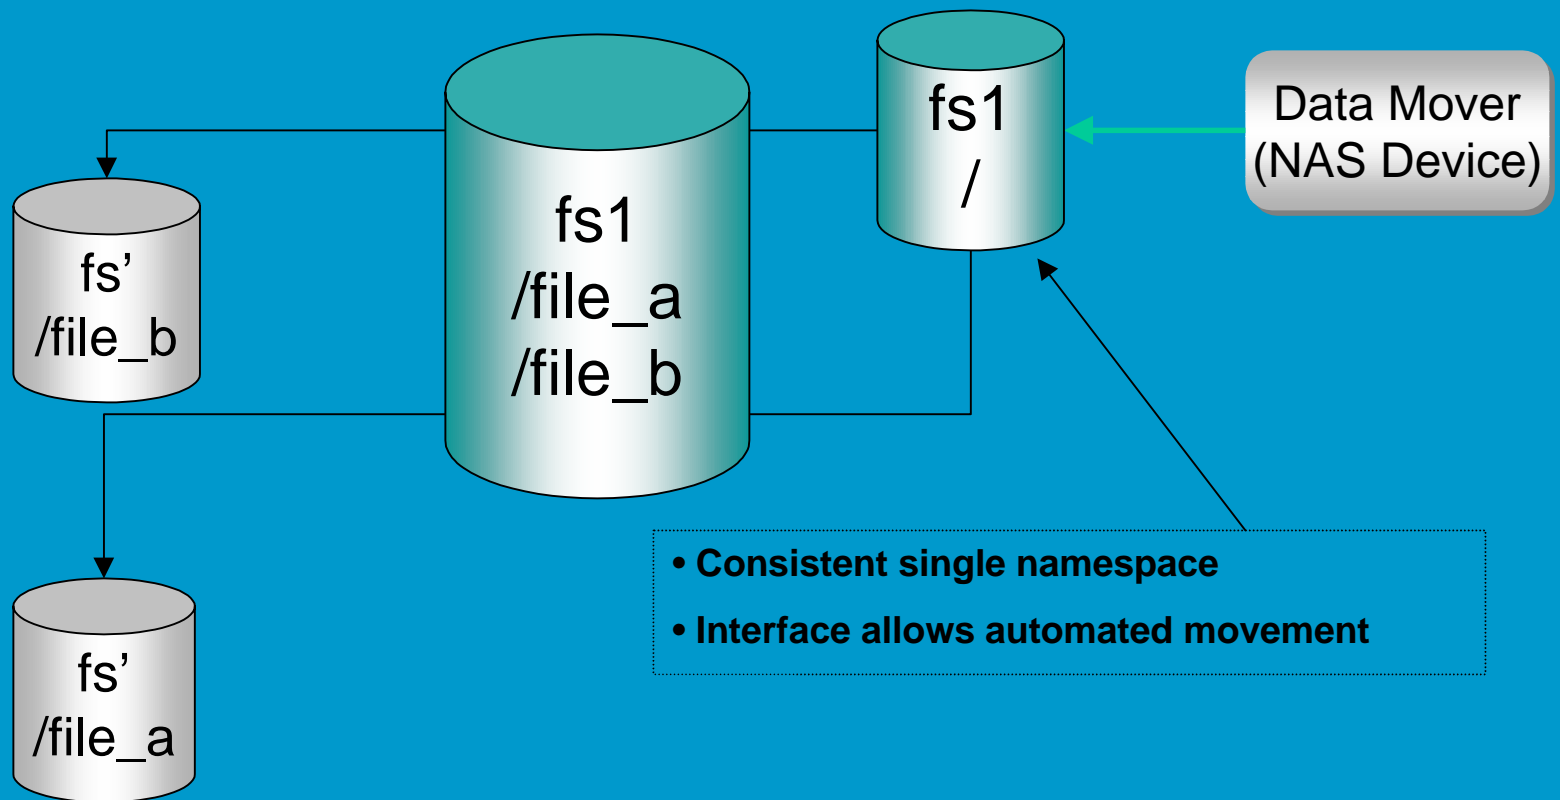 fs1
/
Data Mover
(NAS Device)
fs1
/file_a
/file_b
fs’
/file_b
• Consistent single namespace
• Interface allows automated movement
fs’
/file_a